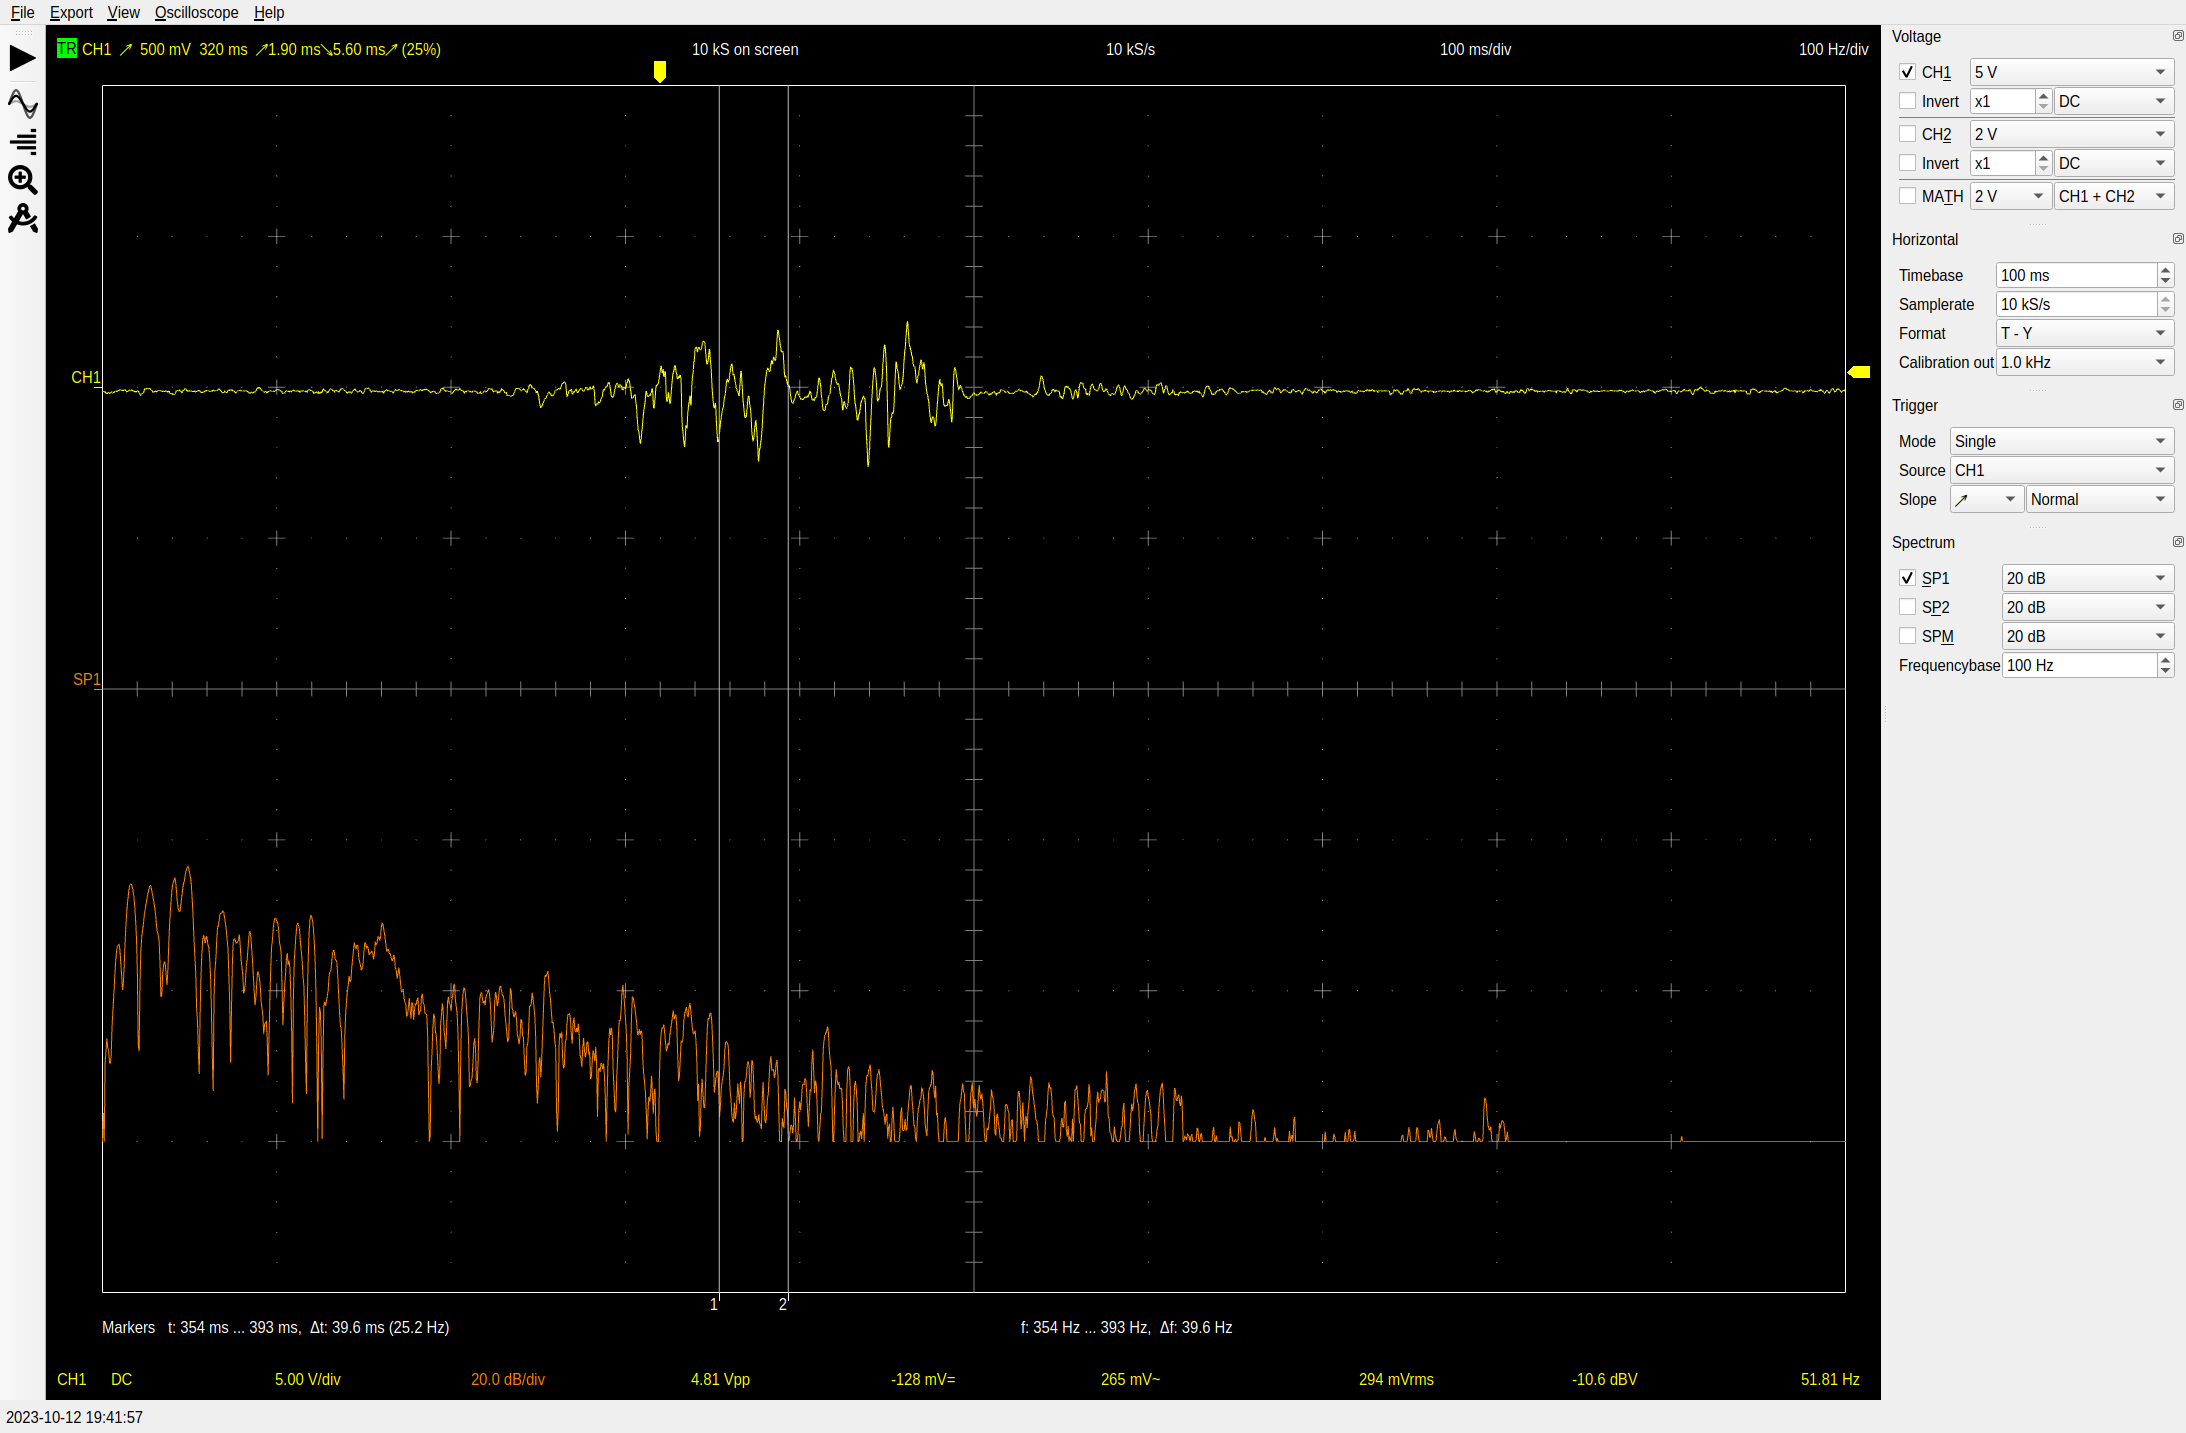 File Export View Oscilloscope Help
TR CH1 ↗ 500 mV 320 ms ↗1.90 ms↘5.60 ms↗ (25%) 10 kS on screen 10 kS/s 100 ms/div 100 Hz/div
CH1
SP1
1 2
Markers t: 354 ms ... 393 ms, Δt: 39.6 ms (25.2 Hz) f: 354 Hz ... 393 Hz, Δf: 39.6 Hz
CH1 DC 5.00 V/div 20.0 dB/div 4.81 Vpp -128 mV= 265 mV~ 294 mVrms -10.6 dBV 51.81 Hz
2023-10-12 19:41:57
Voltage
CH1 5 V
Invert x1 DC
CH2 2 V
Invert x1 DC
MATH 2 V CH1 + CH2
Horizontal
Timebase 100 ms
Samplerate 10 kS/s
Format T - Y
Calibration out 1.0 kHz
Trigger
Mode Single
Source CH1
Slope ↗ Normal
Spectrum
SP1 20 dB
SP2 20 dB
SPM 20 dB
Frequencybase 100 Hz